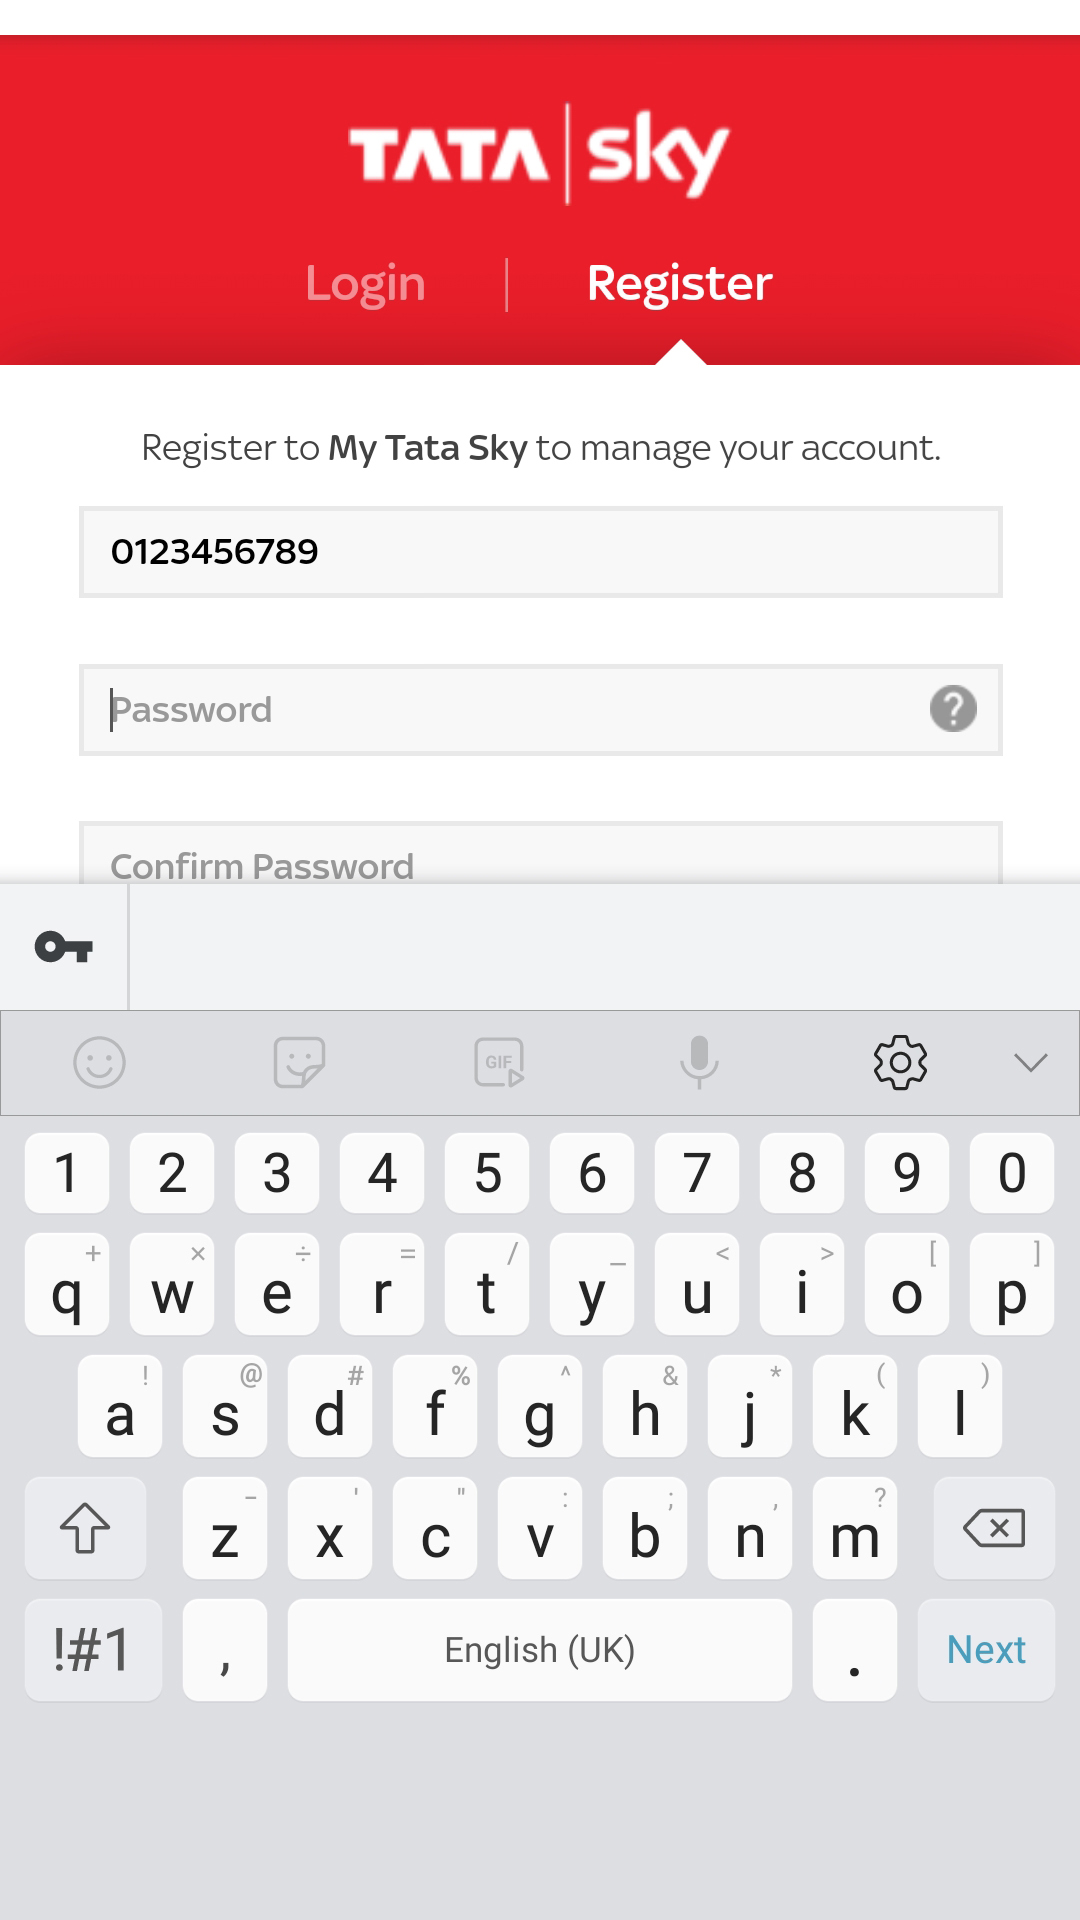 TATA sky
Login Register
Register to My Tata Sky to manage your account.
0123456789
Password ?
Confirm Password
GIF
1 2 3 4 5 6 7 8 9 0
+ × ÷ = / _ < > [ ]
q w e r t y u i o p
! @ # % ^ & * ( )
a s d f g h j k l
- ' " : ; , ?
z x c v b n m
!#1 , English (UK) . Next